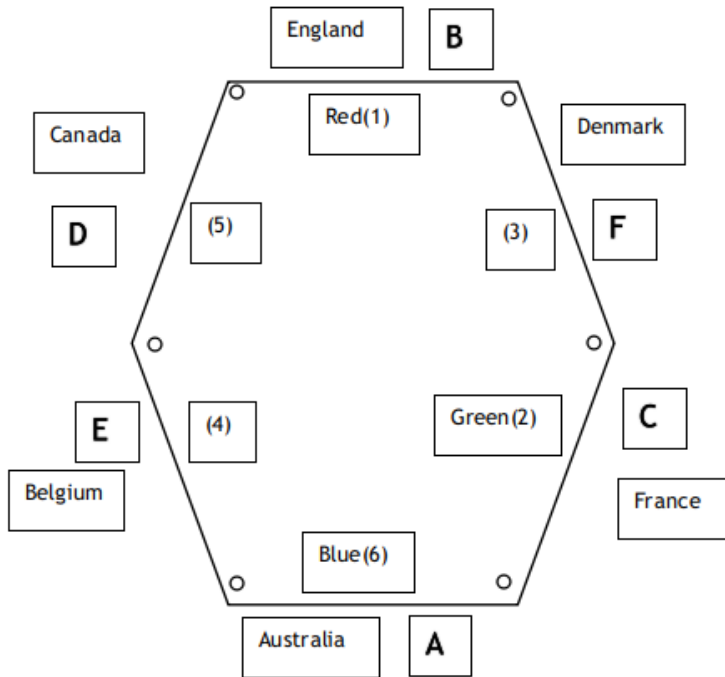 England
B
Red(1)
Canada
Denmark
D
(5)
(3)
F
E
(4)
Green(2)
C
Belgium
France
Blue(6)
Australia
A